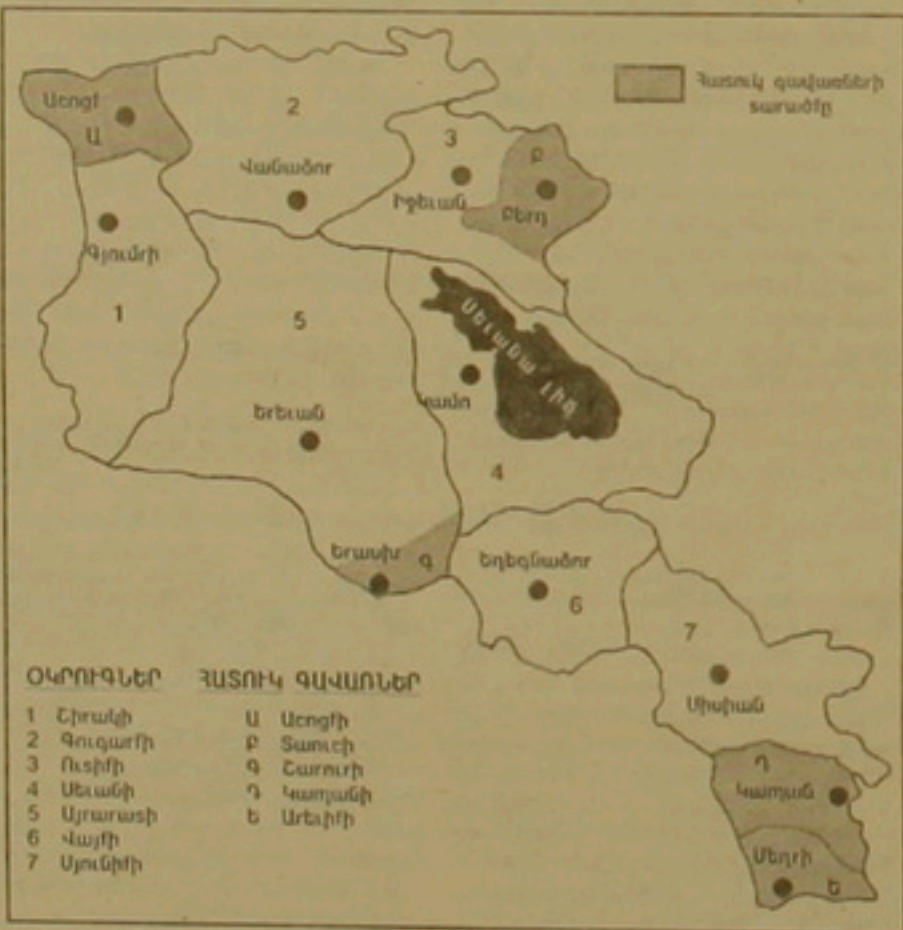 Հատուկ գավառների
տարածքը
Աշոցք
Ա
2
Վանաձոր
3
Իջեւան
Բ
Բերդ
Գյումրի
1
5
Երեւան
Սեւանա լիճ
Կամո
4
Երասխ
Գ
Եղեգնաձոր
6
7
Սիսիան
Դ
Կապան
Մեղրի
Ե
ՕԿՐՈՒԳՆԵՐ ՀԱՏՈՒԿ ԳԱՎԱՌՆԵՐ
1 Շիրակի Ա Աշոցքի
2 Գուգարքի Բ Տաուշի
3 Ուտիքի Գ Շարուրի
4 Սեւանի Դ Կապանի
5 Այրարատի Ե Արեւիքի
6 Վայքի
7 Սյունիքի